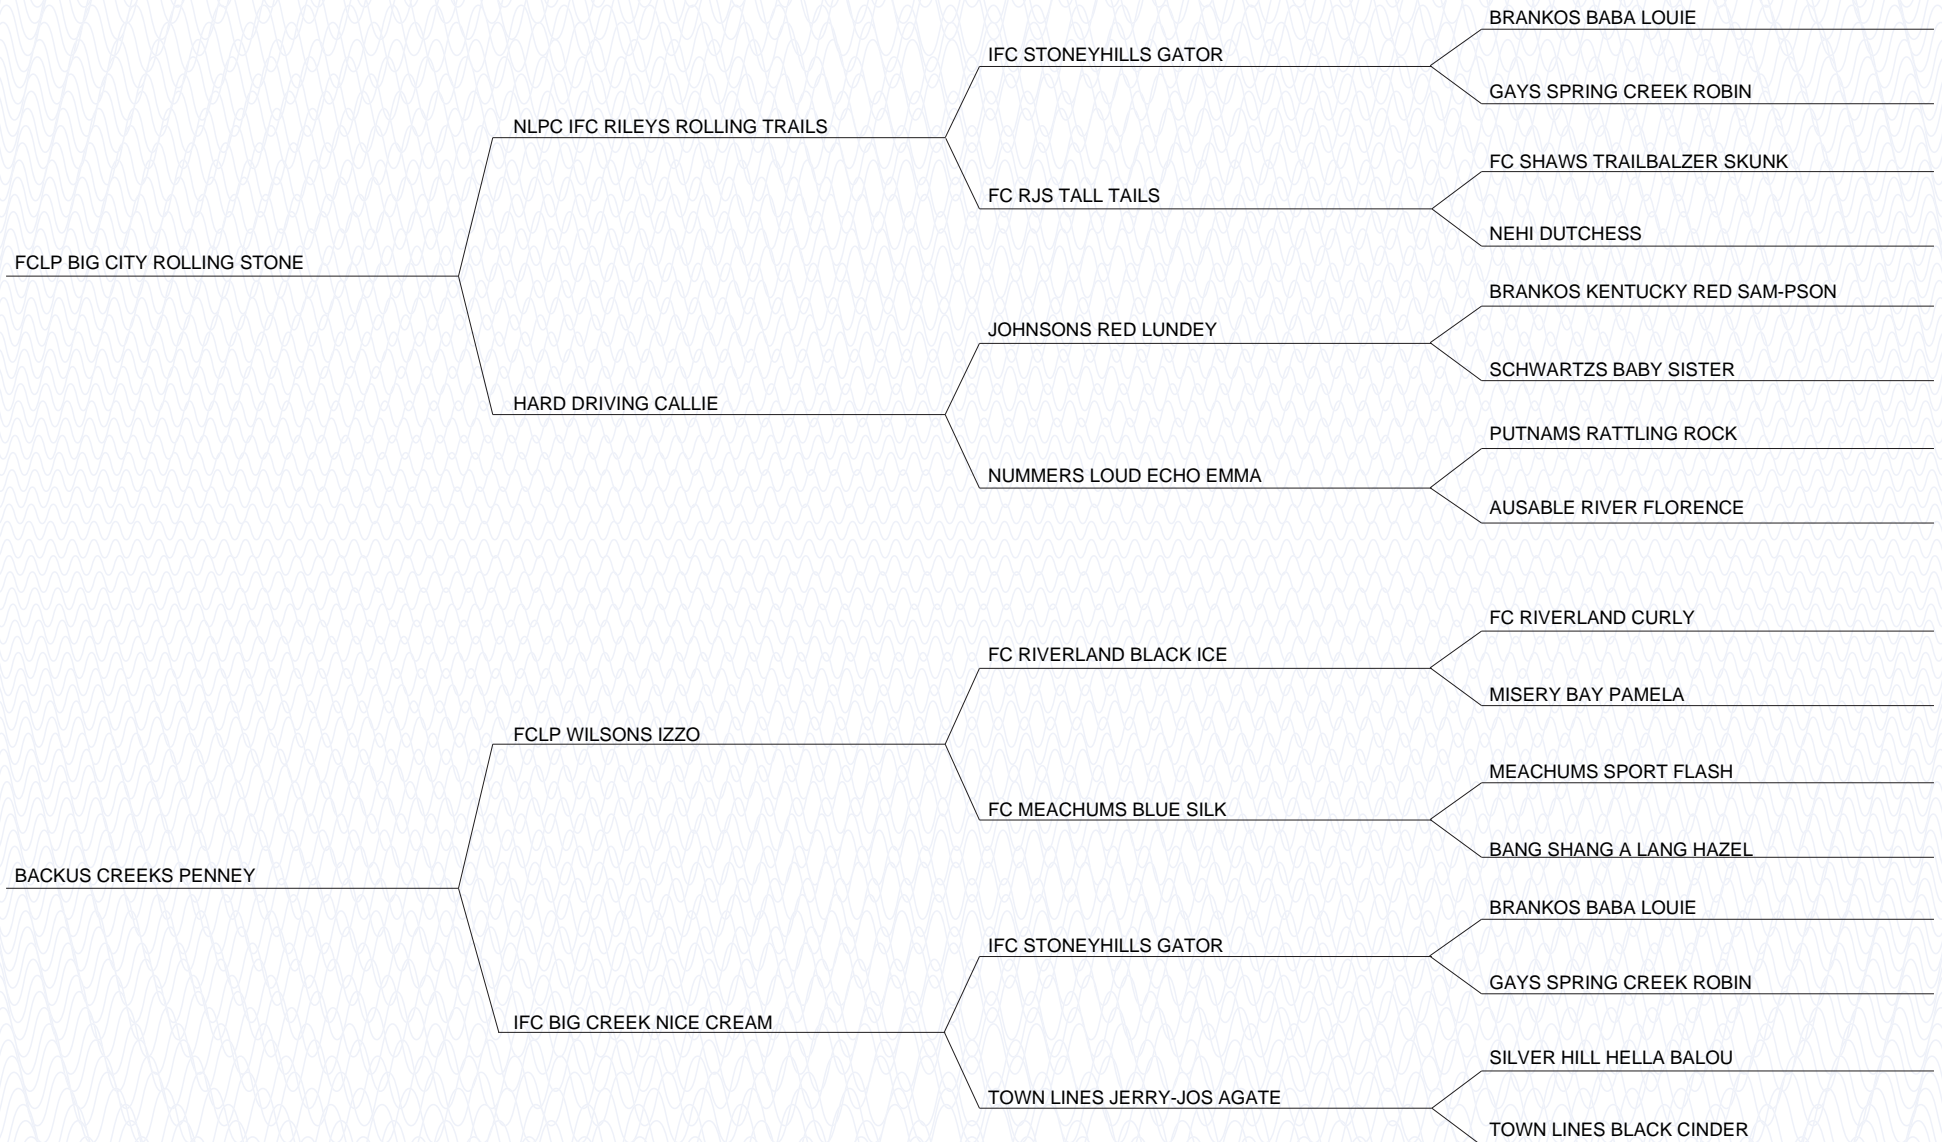 BRANKOS BABA LOUIE
IFC STONEYHILLS GATOR
GAYS SPRING CREEK ROBIN
NLPC IFC RILEYS ROLLING TRAILS
FC SHAWS TRAILBALZER SKUNK
FC RJS TALL TAILS
NEHI DUTCHESS
FCLP BIG CITY ROLLING STONE
BRANKOS KENTUCKY RED SAM-PSON
JOHNSONS RED LUNDEY
SCHWARTZS BABY SISTER
HARD DRIVING CALLIE
PUTNAMS RATTLING ROCK
NUMMERS LOUD ECHO EMMA
AUSABLE RIVER FLORENCE
FC RIVERLAND CURLY
FC RIVERLAND BLACK ICE
MISERY BAY PAMELA
FCLP WILSONS IZZO
MEACHUMS SPORT FLASH
FC MEACHUMS BLUE SILK
BANG SHANG A LANG HAZEL
BACKUS CREEKS PENNEY
BRANKOS BABA LOUIE
IFC STONEYHILLS GATOR
GAYS SPRING CREEK ROBIN
IFC BIG CREEK NICE CREAM
SILVER HILL HELLA BALOU
TOWN LINES JERRY-JOS AGATE
TOWN LINES BLACK CINDER